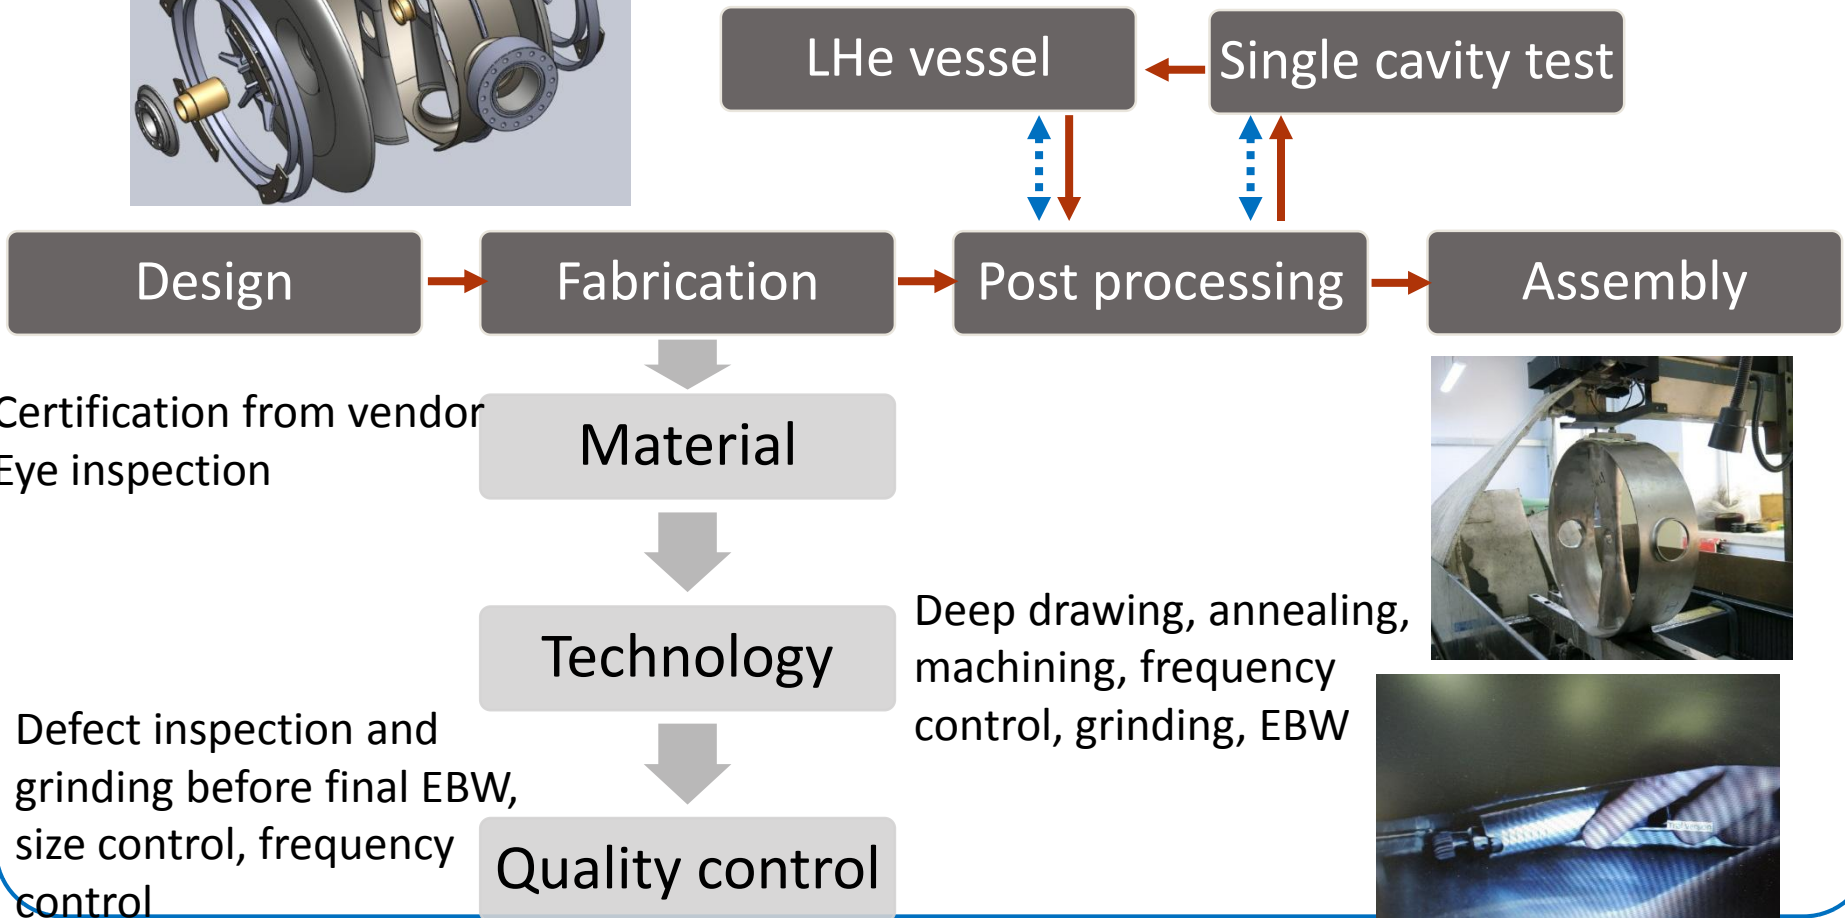 LHe vessel
Single cavity test
Design
Fabrication
Post processing
Assembly
Certification from vendor
Eye inspection
Material
Technology
Deep drawing, annealing,
machining, frequency
control, grinding, EBW
Defect inspection and
grinding before final EBW,
size control, frequency
control
Quality control